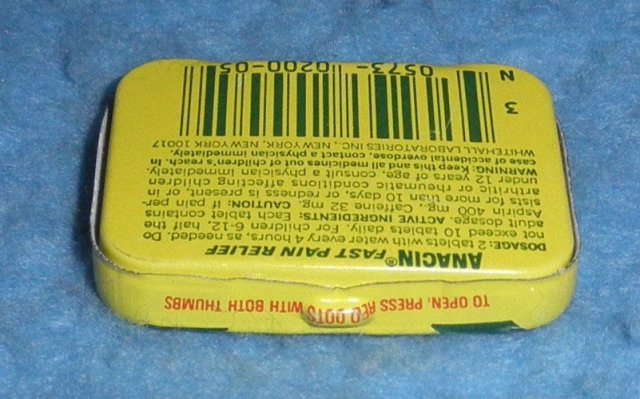 TO OPEN, PRESS RED DOTS WITH BOTH THUMBS
ANACIN® FAST PAIN RELIEF
DOSAGE: 2 tablets with water every 4 hours, as needed. Do
not exceed 10 tablets daily. For children 6-12, half the
adult dosage. ACTIVE INGREDIENTS: Each tablet contains
Aspirin 400 mg., Caffeine 32 mg. CAUTION: If pain per-
sists for more than 10 days, or redness is present, or in
arthritic or rheumatic conditions affecting children
under 12 years of age, consult a physician immediately.
WARNING: Keep this and all medicines out of children's reach. In
case of accidental overdose, contact a physician immediately.
WHITEHALL LABORATORIES INC., NEW YORK, NEW YORK 10017
3
N 0573-0200-05